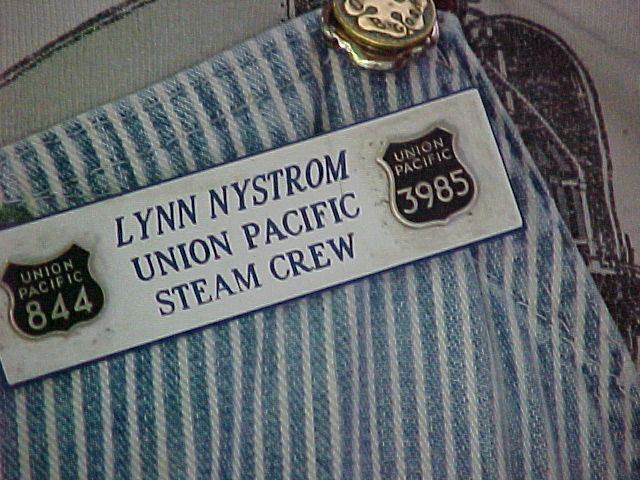 LYNN NYSTROM
UNION PACIFIC
STEAM CREW
UNION
PACIFIC
844
UNION
PACIFIC
3985